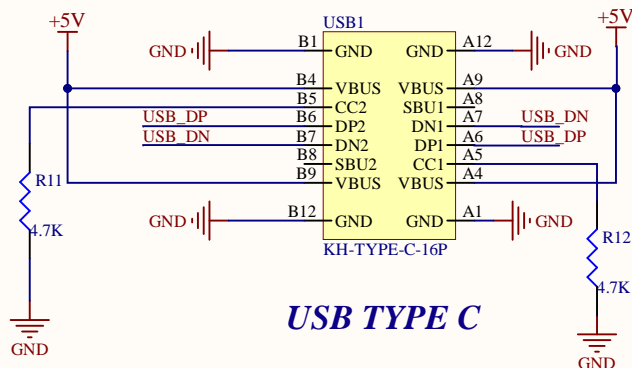 +5V
USB1
+5V
GND
B1
GND
GND
A12
GND
B4
VBUS
VBUS
A9
B5
CC2
SBU1
A8
USB_DP
B6
DP2
DN1
A7
USB_DN
USB_DN
B7
DN2
DP1
A6
USB_DP
B8
SBU2
CC1
A5
B9
VBUS
VBUS
A4
R11
4.7K
GND
B12
GND
GND
A1
GND
KH-TYPE-C-16P
R12
4.7K
USB TYPE C
GND
GND